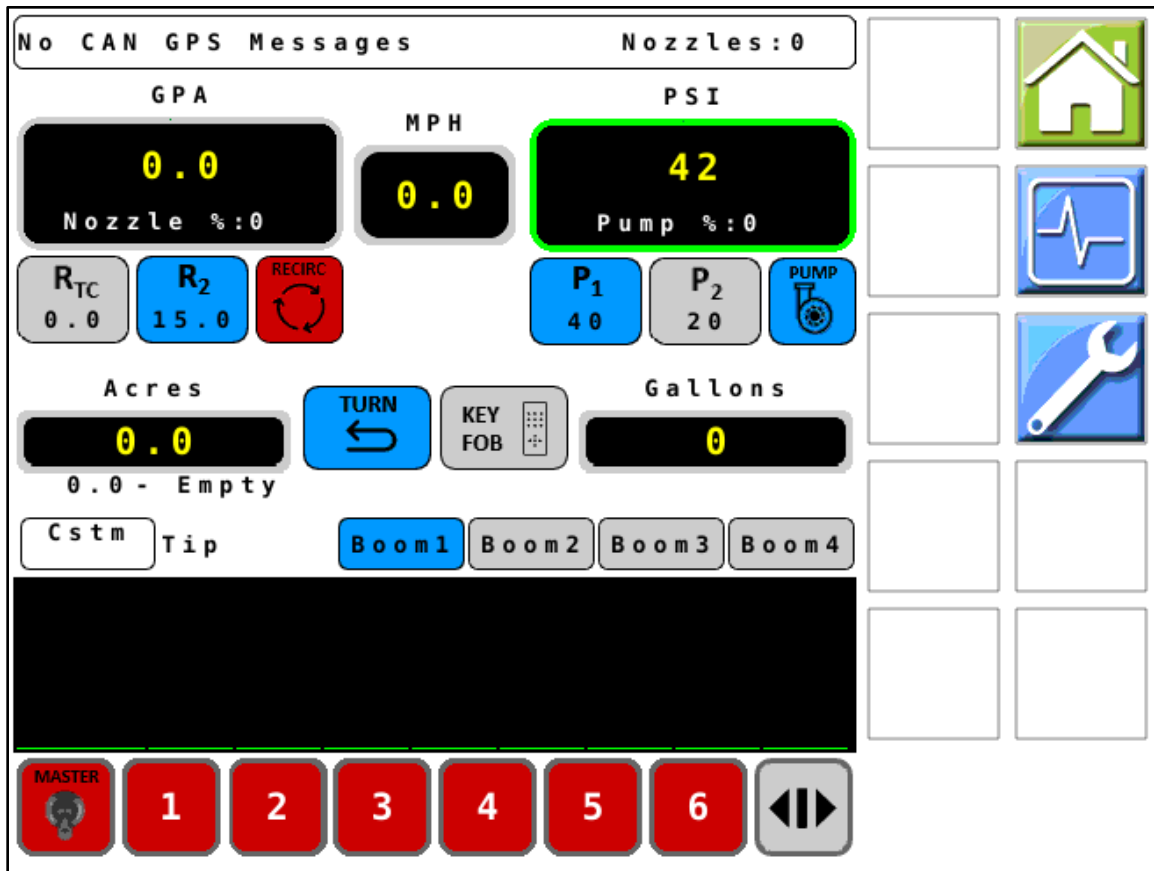 No CAN GPS Messages Nozzles:0
GPA
MPH
PSI
0.0
Nozzle %:0
0.0
42
Pump %:0
RTC
0.0
R2
15.0
RECIRC
P1
40
P2
20
PUMP
Acres
0.0
0.0- Empty
TURN
KEY
FOB
Gallons
0
Cstm Tip
Boom1 Boom2 Boom3 Boom4
MASTER
1 2 3 4 5 6